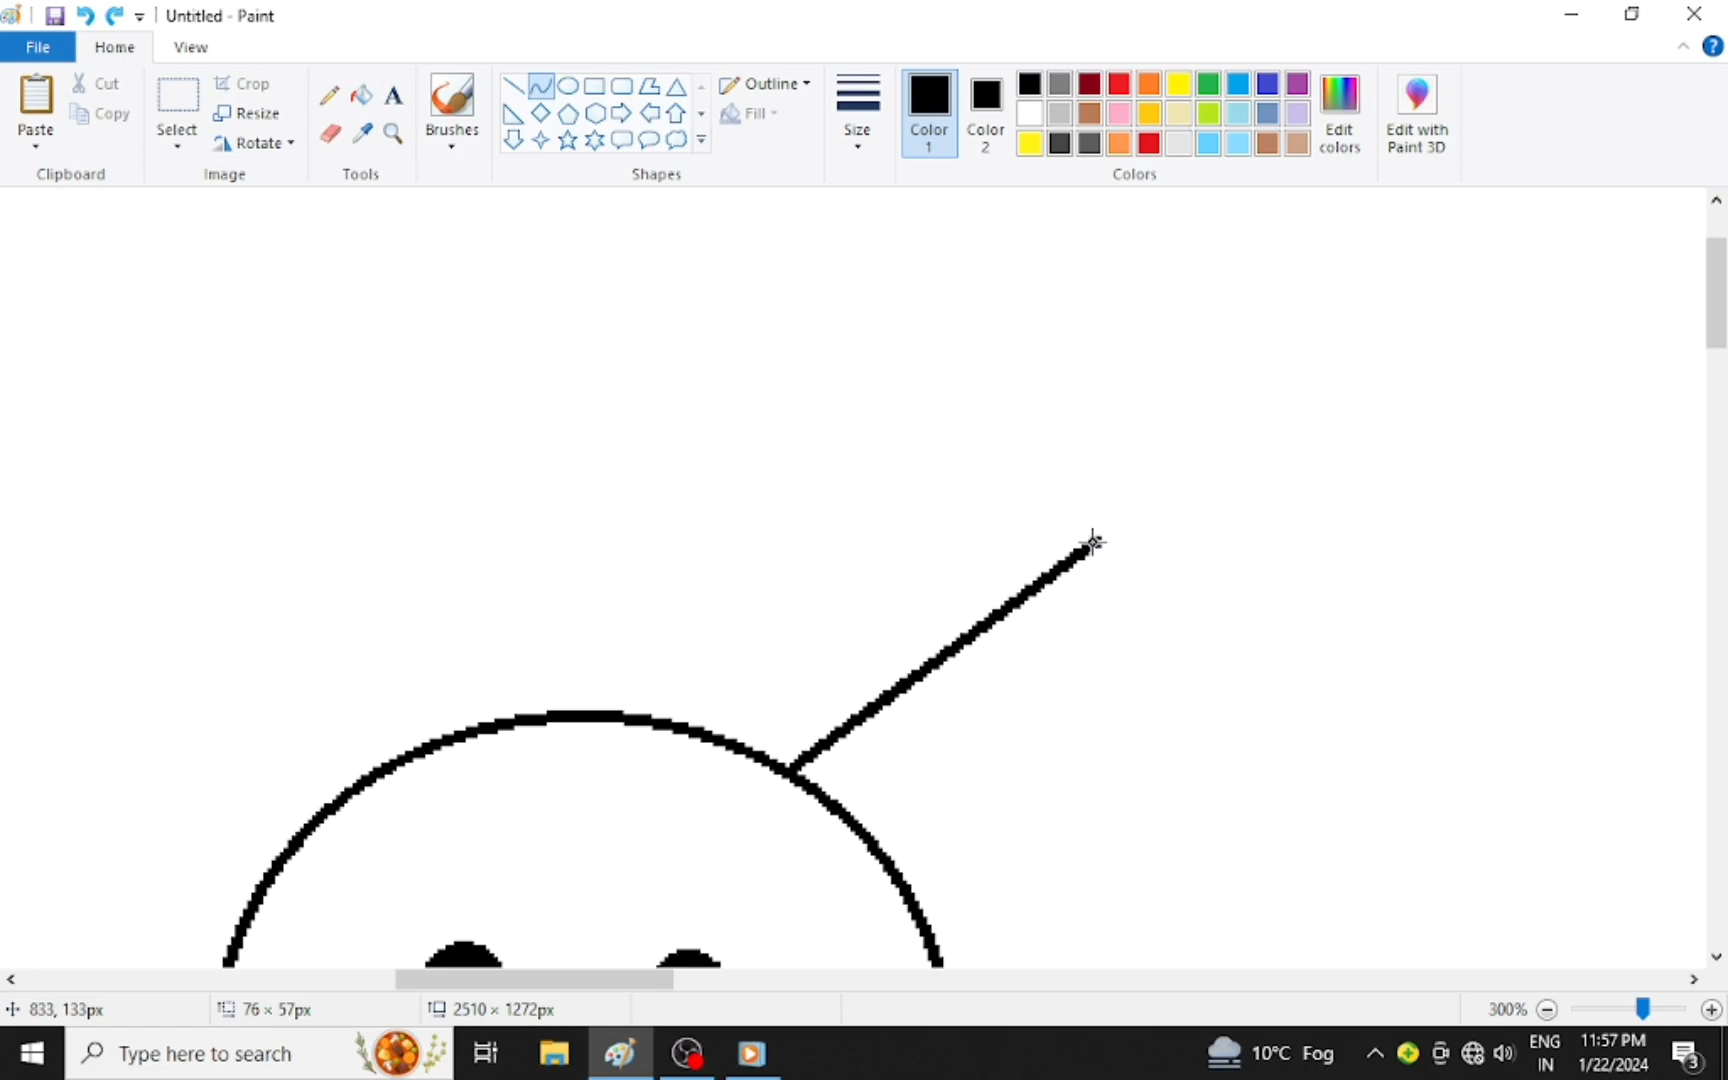 Untitled - Paint
File Home View
Paste
Cut
Copy
Clipboard
Select
Crop
Resize
Rotate
Image
Tools
Brushes
Outline
Fill
Shapes
Size
Color 1
Color 2
Edit colors
Edit with Paint 3D
Colors
833, 133px
76 × 57px
2510 × 1272px
300%
Type here to search
10°C Fog
ENG
IN
11:57 PM
1/22/2024
3